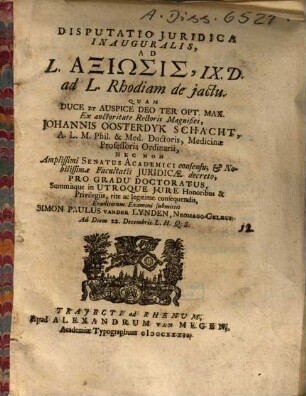 A. Diss. 6527
DISPUTATIO JURIDICA
INAUGURALIS,
AD
L. ΑΞΙΩΣΙΣ, IX. D.
ad L. Rhodiam de jactu.
QUAM
DUCE ET AUSPICE DEO TER OPT. MAX.
Ex auctoritate Rectoris Magnifici,
JOHANNIS OOSTERDYK SCHACHT,
A. L. M. Phil. & Med. Doctoris, Medicinæ
Professoris Ordinarii,
NEC NON
Amplissimi SENATUS ACADEMICI consensu, & No-
bilissimæ Facultatis JURIDICÆ decreto,
PRO GRADU DOCTORATUS,
Summisque in UTROQUE JURE Honoribus &
Privilegiis, rite ac legitime consequendis,
Eruditorum Examini submittit
SIMON PAULUS VANDER LYNDEN, NEOMAGO-GELRUS.
Ad Diem 22. Decembris L. H. Q. S.
12
TRAJECTI ad RHENUM,
Apud ALEXANDRUM VAN MEGEN,
Academiæ Typographum